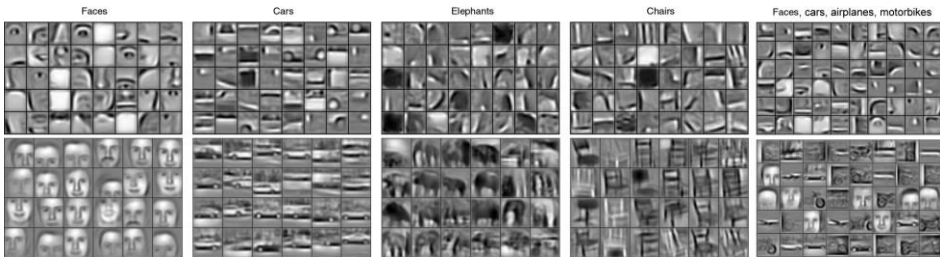 Faces
Cars
Elephants
Chairs
Faces, cars, airplanes, motorbikes